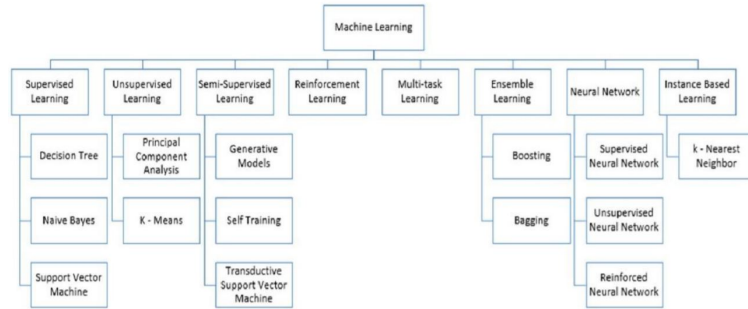 Machine Learning
Supervised
Learning
Unsupervised
Learning
Semi-Supervised
Learning
Reinforcement
Learning
Multi-task
Learning
Ensemble
Learning
Neural Network
Instance Based
Learning
Decision Tree
Principal
Component
Analysis
Generative
Models
Boosting
Supervised
Neural Network
k - Nearest
Neighbor
Naive Bayes
K - Means
Self Training
Bagging
Unsupervised
Neural Network
Support Vector
Machine
Transductive
Support Vector
Machine
Reinforced
Neural Network